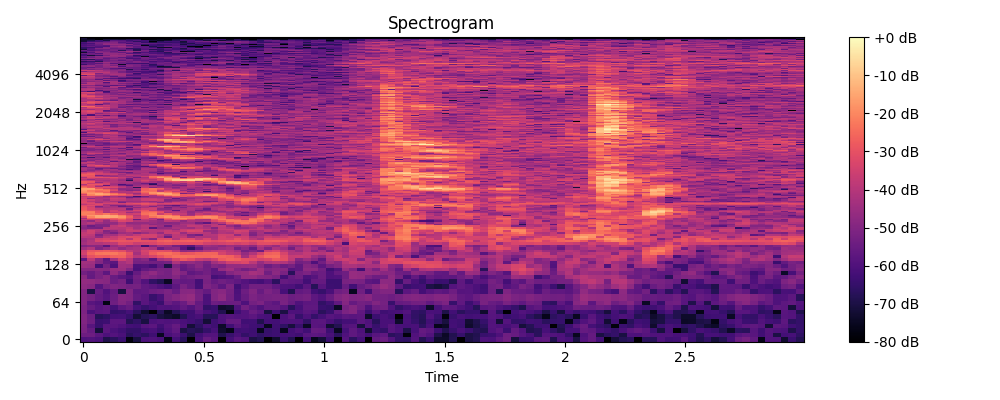 Spectrogram
+0 dB
4096
-10 dB
2048
-20 dB
1024
-30 dB
Hz
512
-40 dB
256
-50 dB
128
-60 dB
64
-70 dB
0
-80 dB
0 0.5 1 1.5 2 2.5
Time